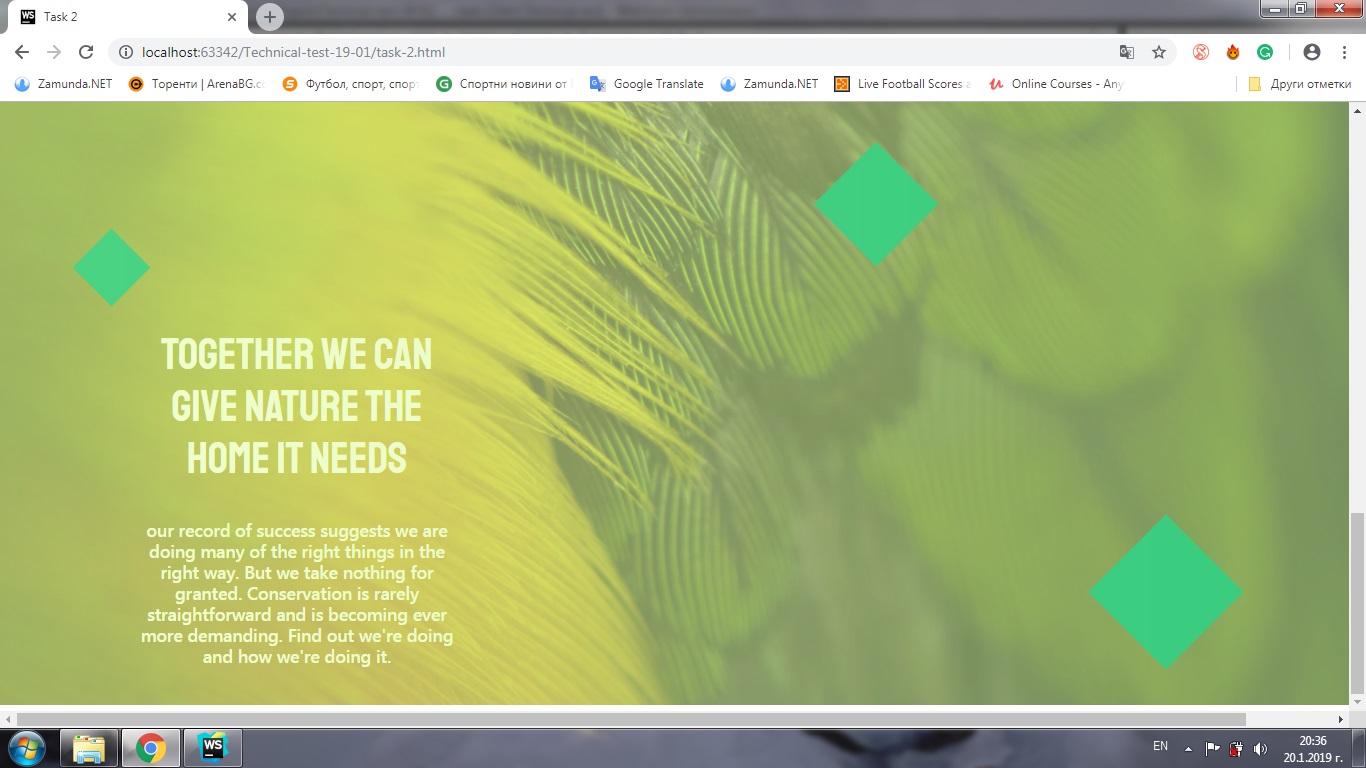 WS Task 2
localhost:63342/Technical-test-19-01/task-2.html
Zamunda.NET Торенти | ArenaBG.co Футбол, спорт, спорт Спортни новини от Google Translate Zamunda.NET Live Football Scores a Online Courses - Any Други отметки
TOGETHER WE CAN
GIVE NATURE THE
HOME IT NEEDS
our record of success suggests we are
doing many of the right things in the
right way. But we take nothing for
granted. Conservation is rarely
straightforward and is becoming ever
more demanding. Find out we're doing
and how we're doing it.
WS
EN
20:36
20.1.2019 г.